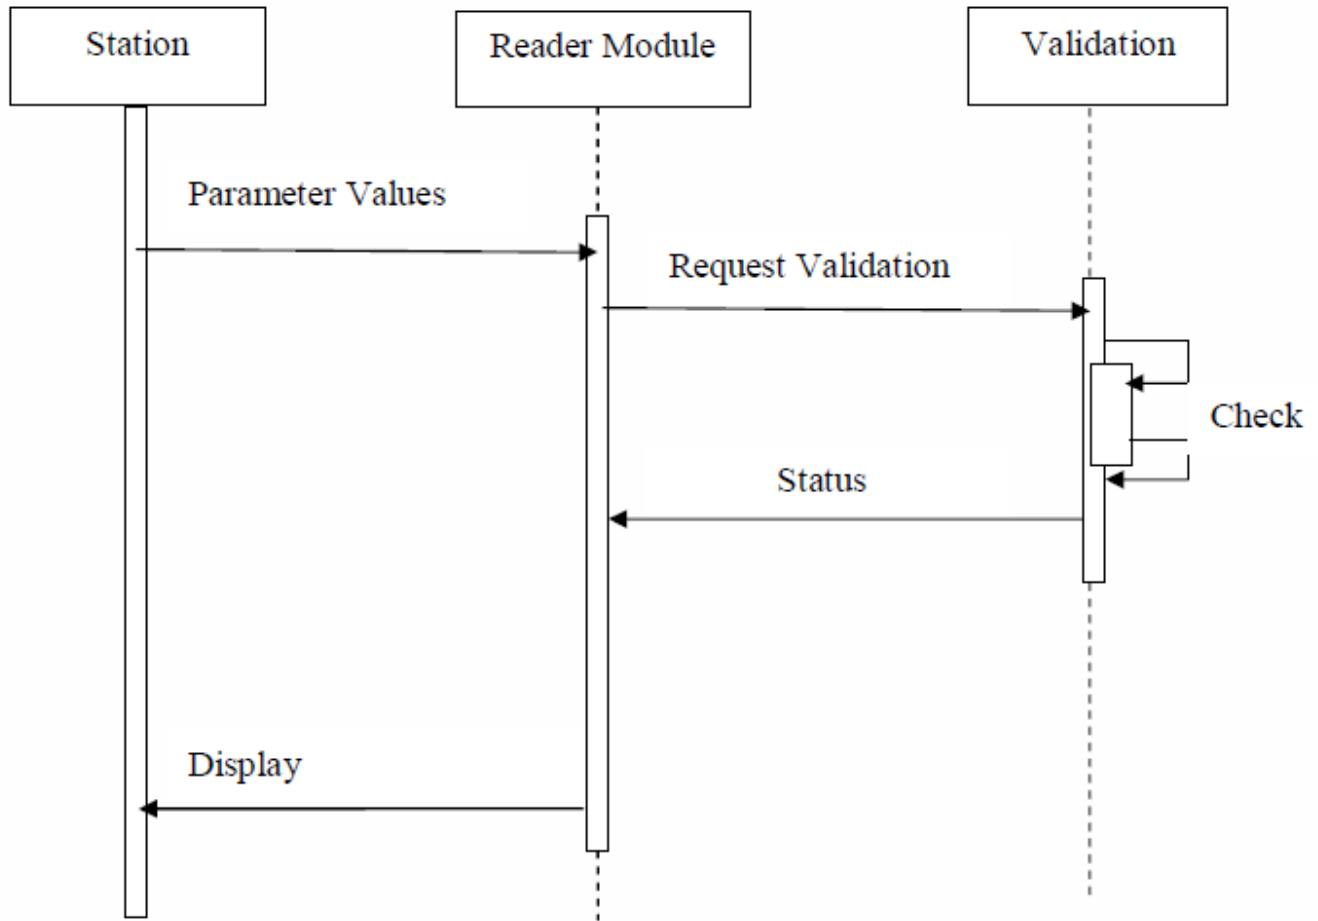 Station
Reader Module
Validation
Parameter Values
Request Validation
Check
Status
Display